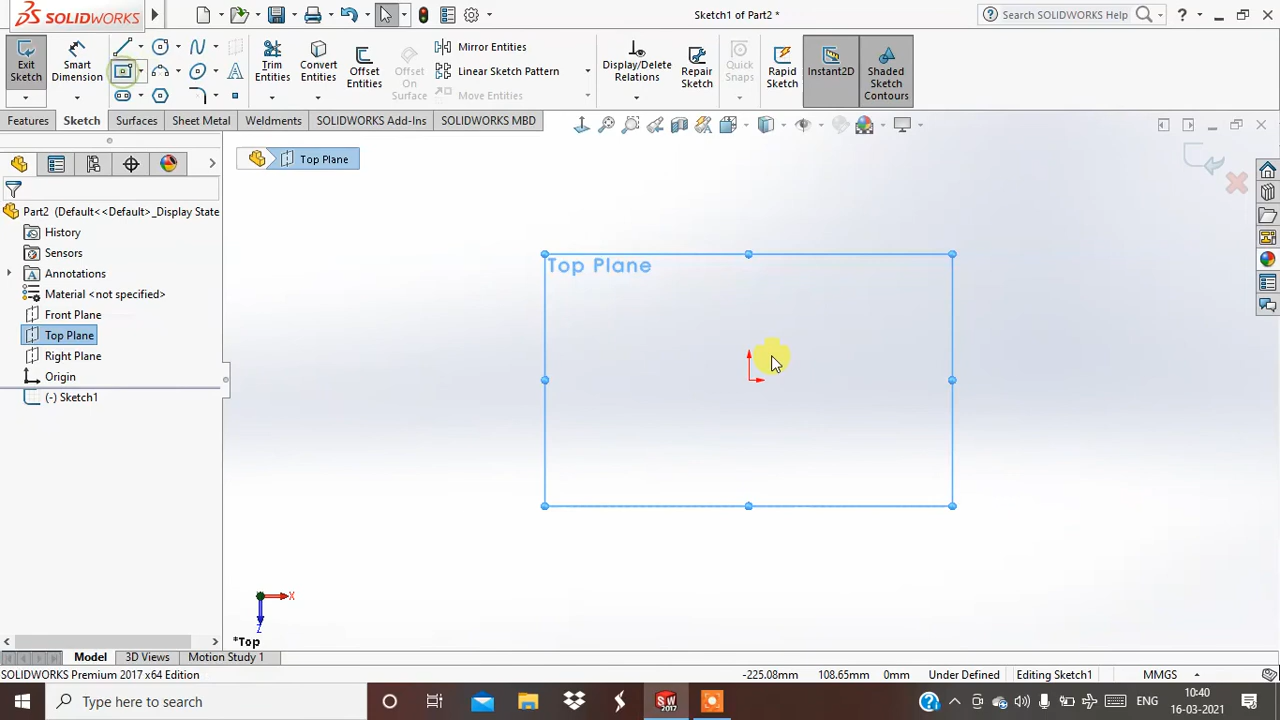 SOLIDWORKS
Sketch1 of Part2 *
Search SOLIDWORKS Help
?
Exit Sketch
Smart Dimension
Trim Entities
Convert Entities
Offset Entities
Offset On Surface
Mirror Entities
Linear Sketch Pattern
Move Entities
Display/Delete Relations
Repair Sketch
Quick Snaps
Rapid Sketch
Instant2D
Shaded Sketch Contours
Features Sketch Surfaces Sheet Metal Weldments SOLIDWORKS Add-Ins SOLIDWORKS MBD
Top Plane
Part2 (Default<<Default>_Display State
History
Sensors
Annotations
Material <not specified>
Front Plane
Top Plane
Right Plane
Origin
(-) Sketch1
Top Plane
X
Z
*Top
Model 3D Views Motion Study 1
SOLIDWORKS Premium 2017 x64 Edition -225.08mm 108.65mm 0mm Under Defined Editing Sketch1 MMGS
Type here to search
SW
2017
ENG
10:40
16-03-2021